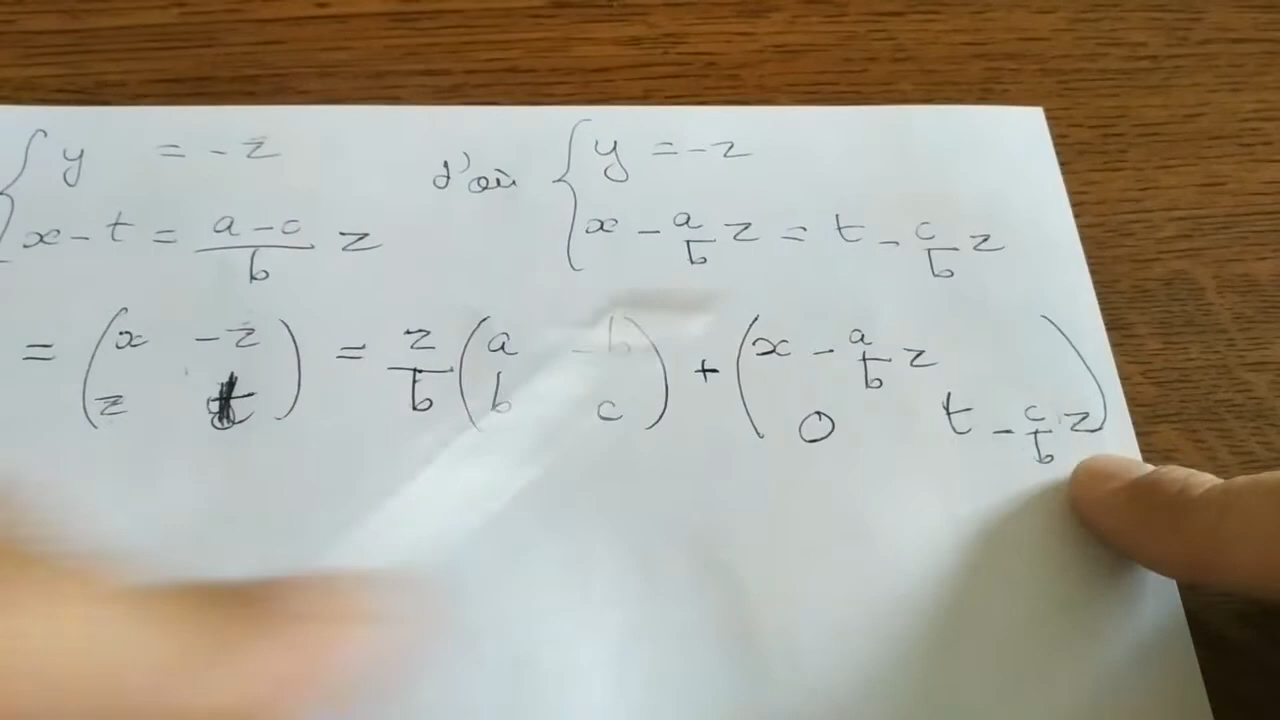 { y = -z d'où { y = -z
x - t = (a - c)/b z x - a/b z = t - c/b z
= (x -z ; z t) = z/b (a -b ; b c) + (x - a/b z ; 0 t - c/b z)